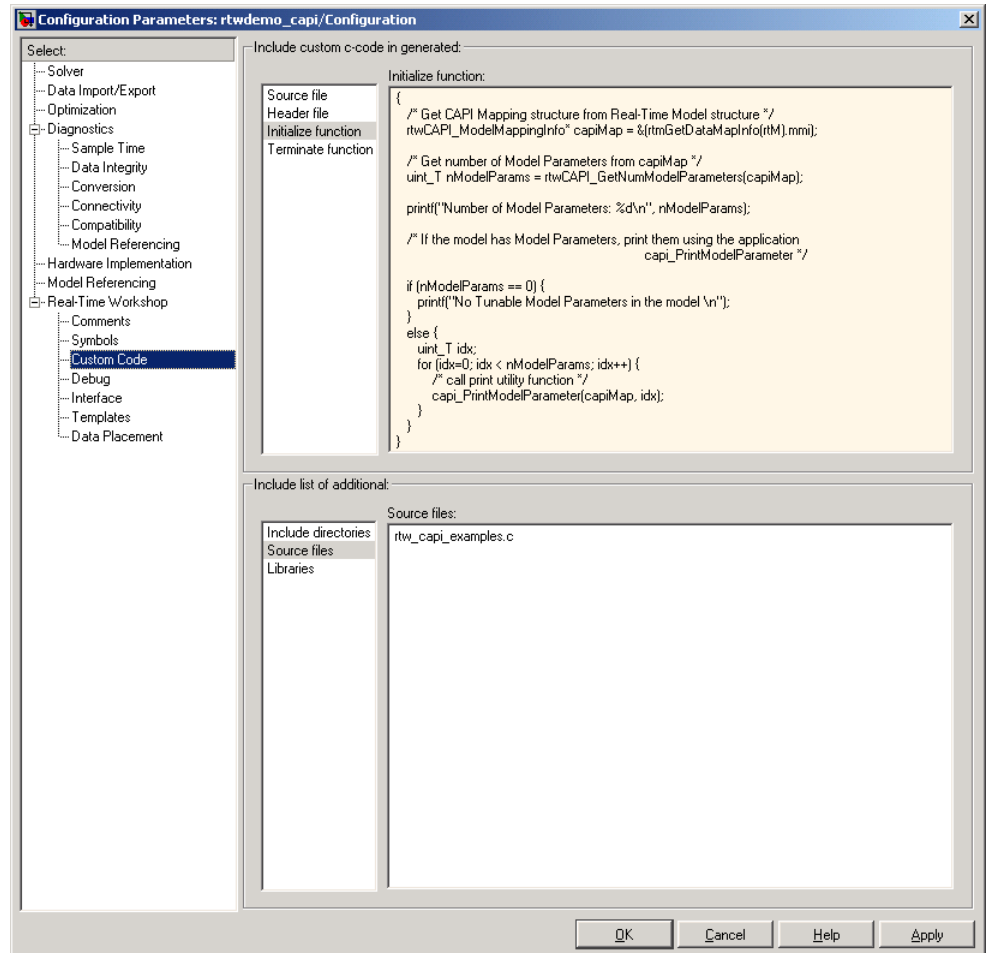 Configuration Parameters: rtwdemo_capi/Configuration
Select:
Solver
Data Import/Export
Optimization
Diagnostics
Sample Time
Data Integrity
Conversion
Connectivity
Compatibility
Model Referencing
Hardware Implementation
Model Referencing
Real-Time Workshop
Comments
Symbols
Custom Code
Debug
Interface
Templates
Data Placement
Include custom c-code in generated:
Source file
Header file
Initialize function
Terminate function
Initialize function:
{
/* Get CAPI Mapping structure from Real-Time Model structure */
rtwCAPI_ModelMappingInfo* capiMap = &(rtmGetDataMapInfo(rtM).mmi);
/* Get number of Model Parameters from capiMap */
uint_T nModelParams = rtwCAPI_GetNumModelParameters(capiMap);
printf("Number of Model Parameters: %d\n", nModelParams);
/* If the model has Model Parameters, print them using the application
capi_PrintModelParameter */
if (nModelParams == 0) {
printf("No Tunable Model Parameters in the model \n");
}
else {
uint_T idx;
for (idx=0; idx < nModelParams; idx++) {
/* call print utility function */
capi_PrintModelParameter(capiMap, idx);
}
}
}
Include list of additional:
Include directories
Source files
Libraries
Source files:
rtw_capi_examples.c
OK
Cancel
Help
Apply